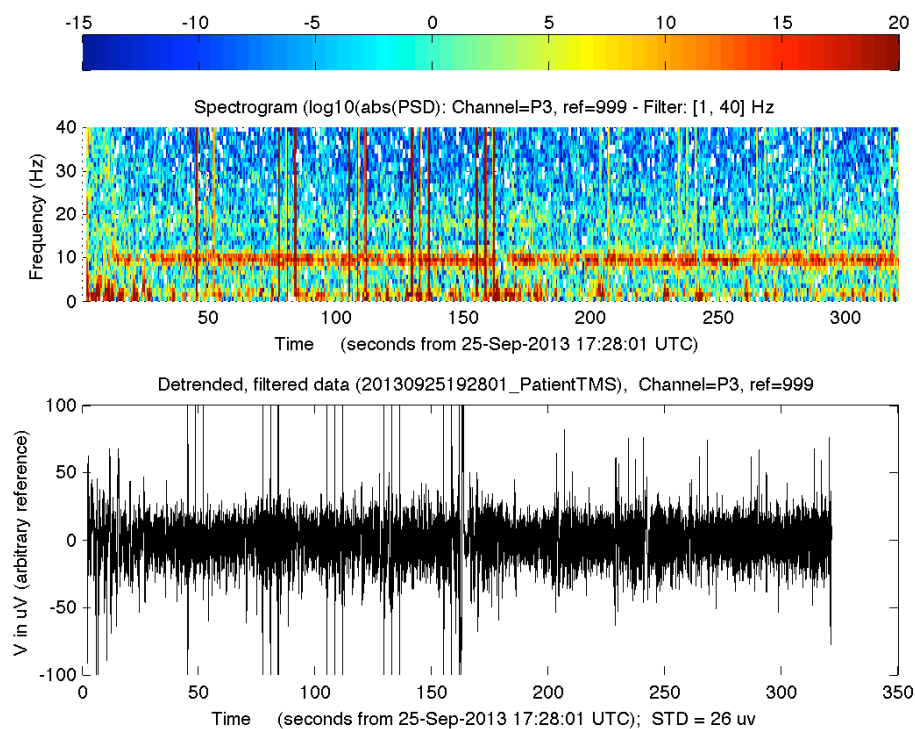 -15 -10 -5 0 5 10 15 20
Spectrogram (log10(abs(PSD): Channel=P3, ref=999 - Filter: [1, 40] Hz
40
30
20
10
0
Frequency (Hz)
50 100 150 200 250 300
Time (seconds from 25-Sep-2013 17:28:01 UTC)
Detrended, filtered data (20130925192801_PatientTMS), Channel=P3, ref=999
100
50
0
-50
-100
V in uV (arbitrary reference)
0 50 100 150 200 250 300 350
Time (seconds from 25-Sep-2013 17:28:01 UTC); STD = 26 uv